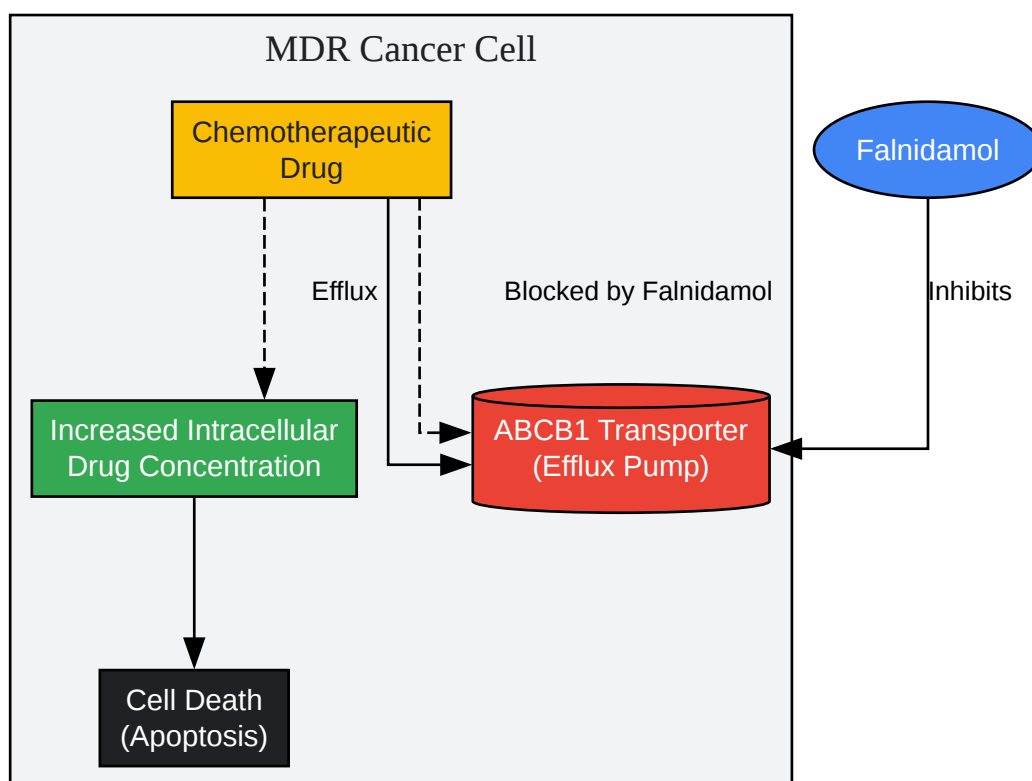 MDR Cancer Cell
Chemotherapeutic
Drug
Falnidamol
Efflux
Blocked by Falnidamol
Inhibits
Increased Intracellular
Drug Concentration
ABCB1 Transporter
(Efflux Pump)
Cell Death
(Apoptosis)